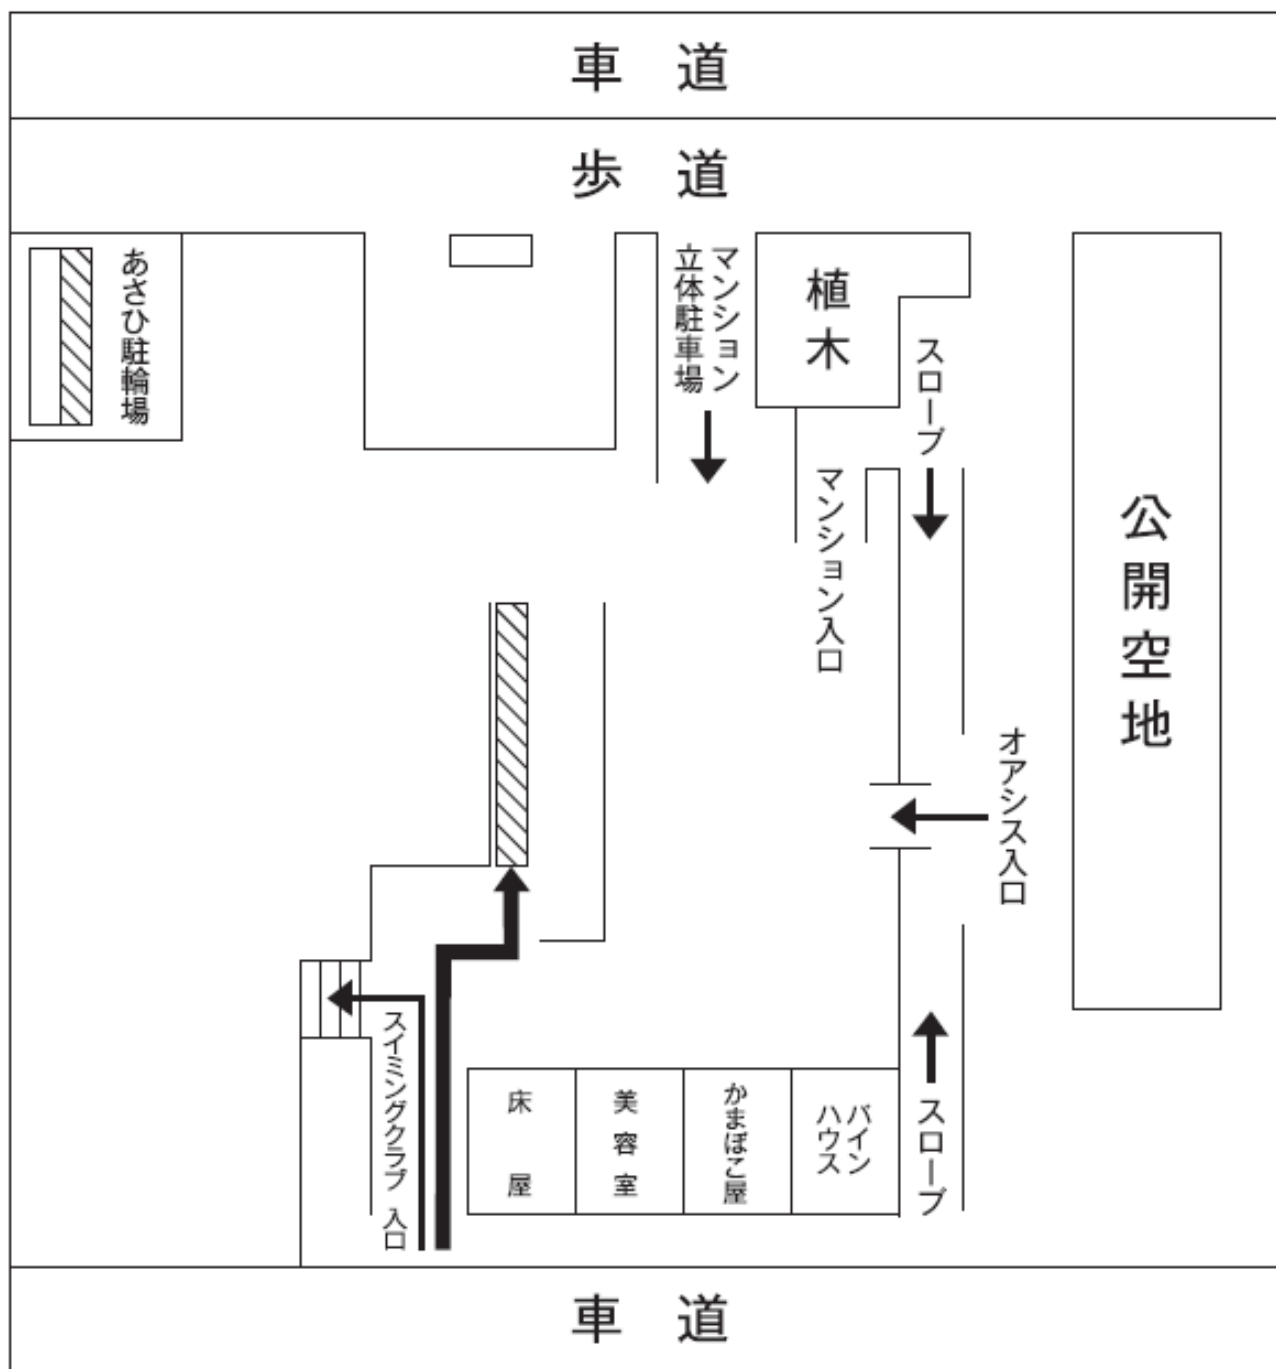 車道
歩道
あさひ駐輪場
マンション
立体駐車場
植木
スロープ
マンション入口
公開空地
オアシス入口
スイミングクラブ 入口
床屋
美容室
かまぼこ屋
バイン
ハウス
スロープ
車道